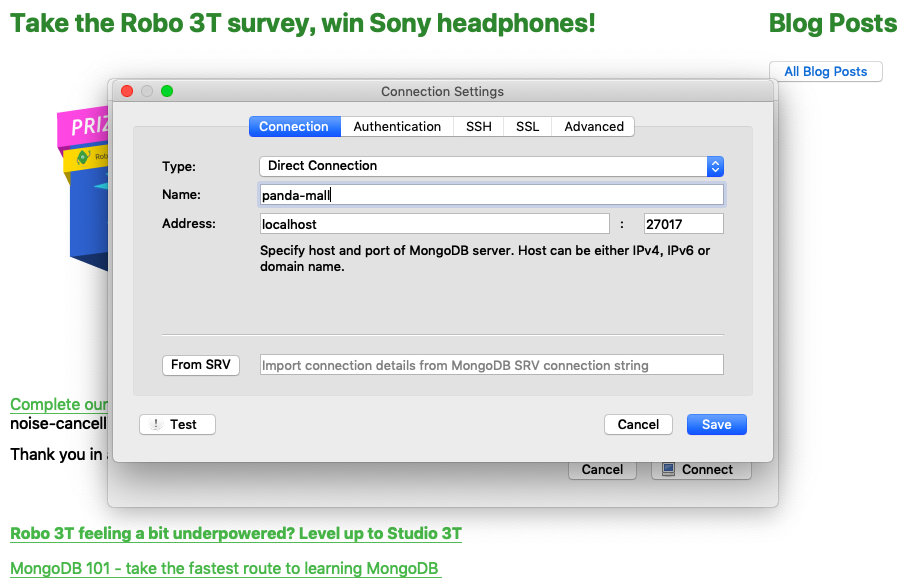 Take the Robo 3T survey, win Sony headphones!
Blog Posts
All Blog Posts
Connection Settings
Connection Authentication SSH SSL Advanced
Type: Direct Connection
Name: panda-mall
Address: localhost : 27017
Specify host and port of MongoDB server. Host can be either IPv4, IPv6 or
domain name.
From SRV Import connection details from MongoDB SRV connection string
! Test Cancel Save
Complete our
noise-cancell
Thank you in
Cancel Connect
Robo 3T feeling a bit underpowered? Level up to Studio 3T
MongoDB 101 - take the fastest route to learning MongoDB